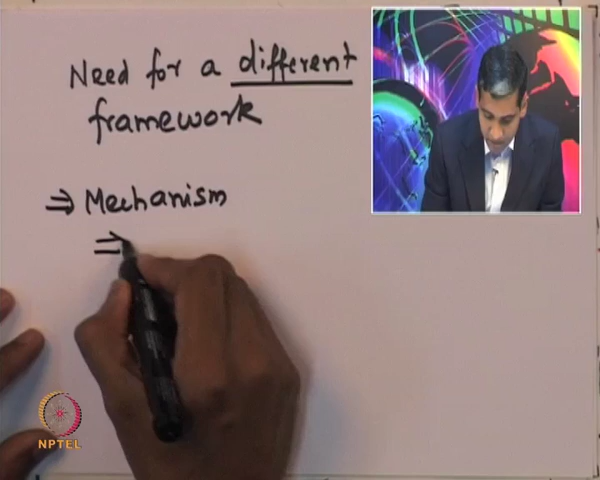 Need for a different
framework
⇒ Mechanism
⇒
NPTEL